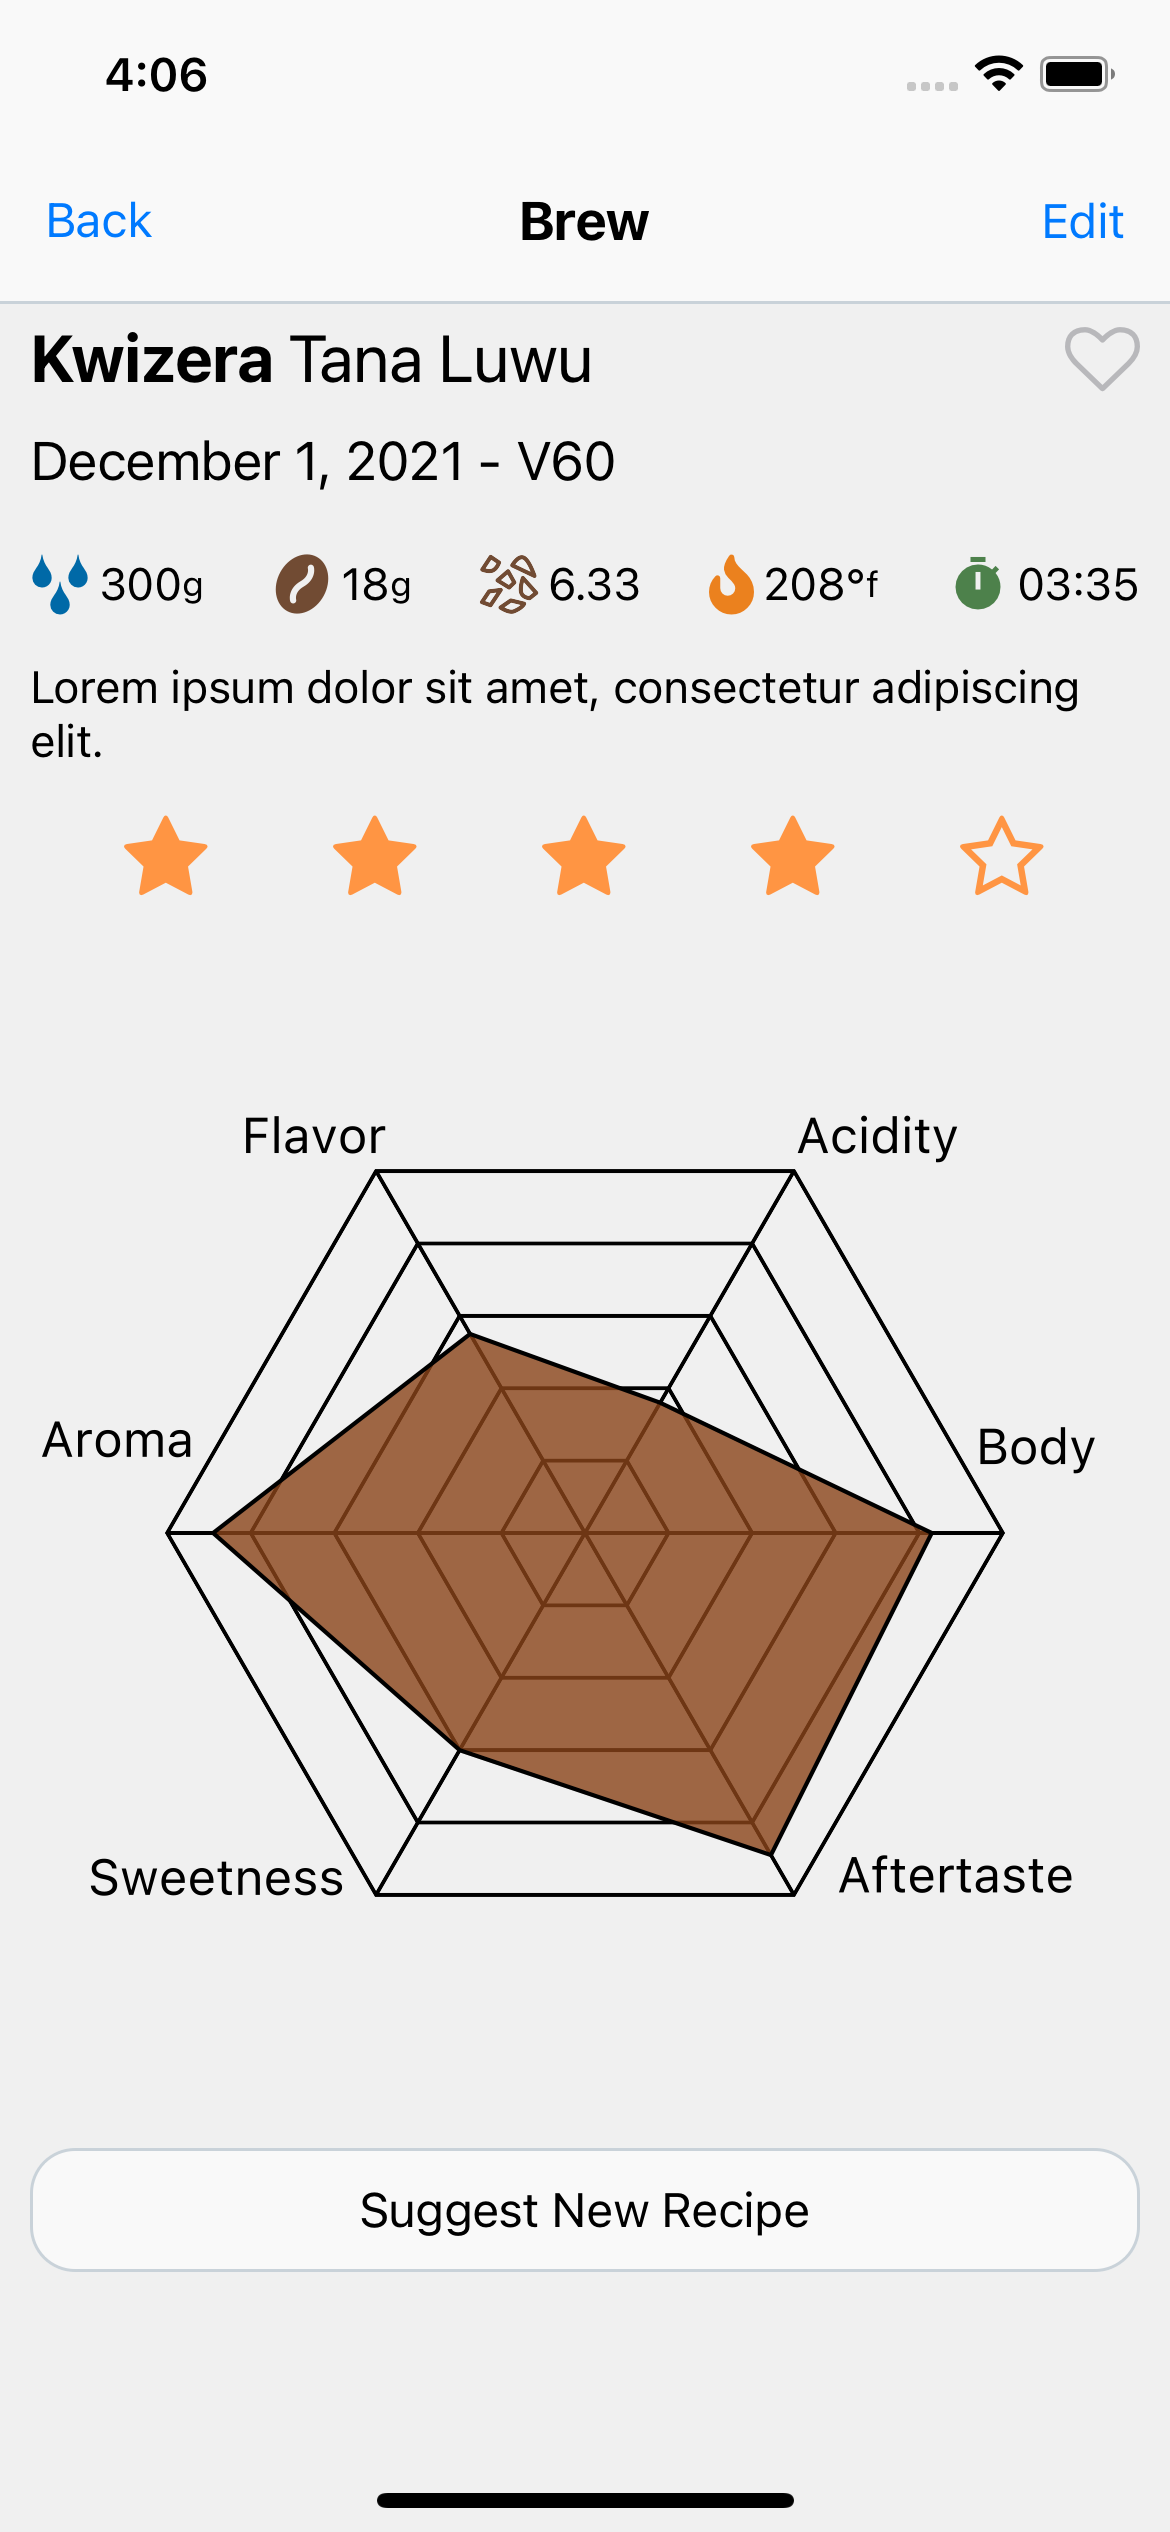 4:06
Back
Brew
Edit
Kwizera Tana Luwu
December 1, 2021 - V60
300g 18g 6.33 208°f 03:35
Lorem ipsum dolor sit amet, consectetur adipiscing
elit.
Flavor
Acidity
Aroma
Body
Sweetness
Aftertaste
Suggest New Recipe